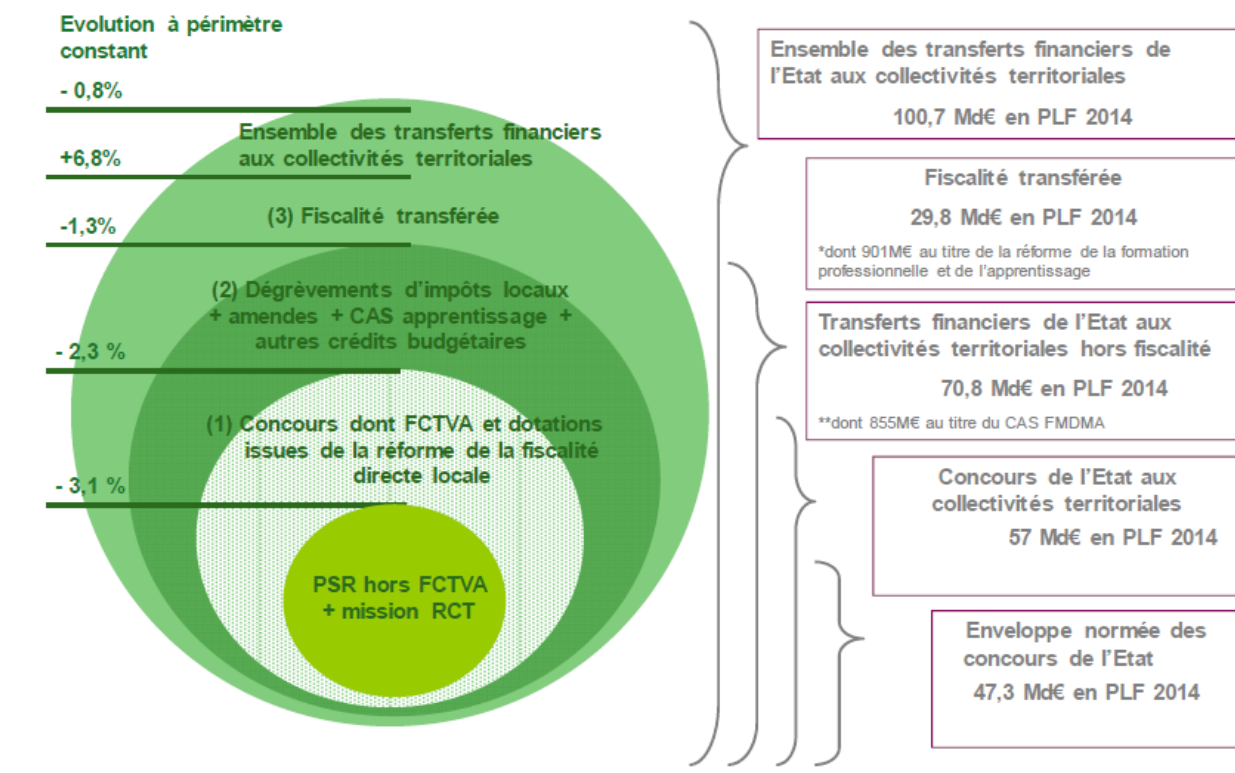 Evolution à périmètre
constant
- 0,8%
+6,8%
-1,3%
- 2,3 %
- 3,1 %
Ensemble des transferts financiers
aux collectivités territoriales
(3) Fiscalité transférée
(2) Dégrèvements d'impôts locaux
+ amendes + CAS apprentissage +
autres crédits budgétaires
(1) Concours dont FCTVA et dotations
issues de la réforme de la fiscalité
directe locale
PSR hors FCTVA
+ mission RCT
Ensemble des transferts financiers de
l'Etat aux collectivités territoriales
100,7 Md€ en PLF 2014
Fiscalité transférée
29,8 Md€ en PLF 2014
*dont 901M€ au titre de la réforme de la formation
professionnelle et de l'apprentissage
Transferts financiers de l'Etat aux
collectivités territoriales hors fiscalité
70,8 Md€ en PLF 2014
**dont 855M€ au titre du CAS FMDMA
Concours de l'Etat aux
collectivités territoriales
57 Md€ en PLF 2014
Enveloppe normée des
concours de l'Etat
47,3 Md€ en PLF 2014